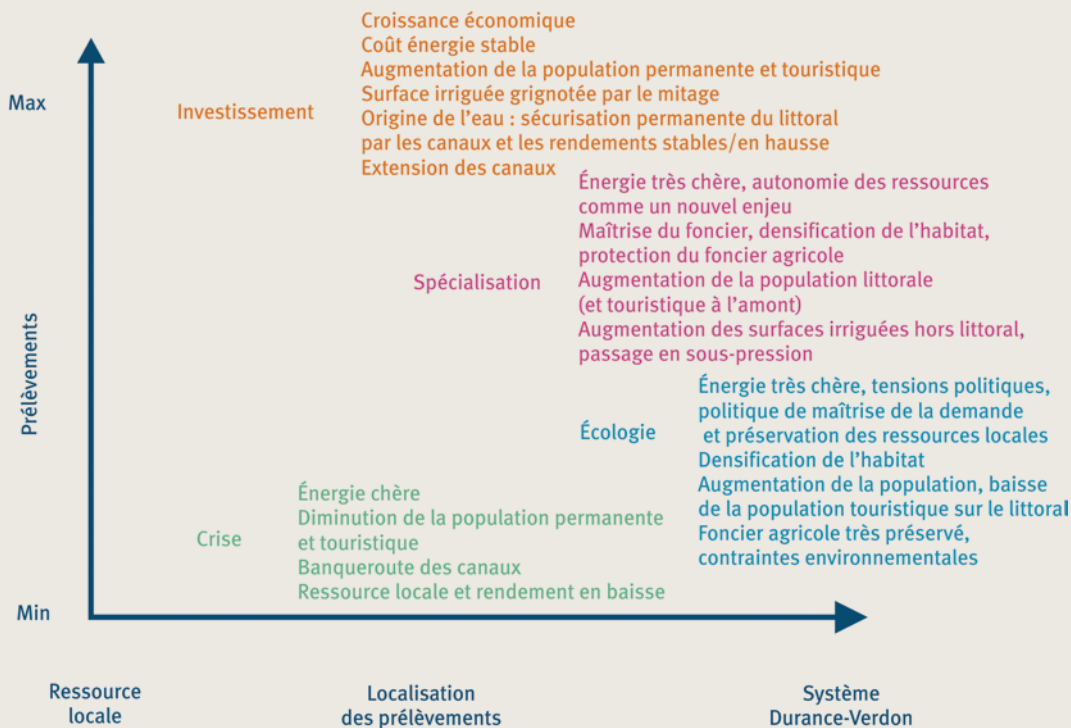 Croissance économique
Coût énergie stable
Augmentation de la population permanente et touristique
Surface irriguée grignotée par le mitage
Origine de l'eau : sécurisation permanente du littoral
par les canaux et les rendements stables/en hausse
Extension des canaux
Max
Investissement
Énergie très chère, autonomie des ressources
comme un nouvel enjeu
Maîtrise du foncier, densification de l'habitat,
protection du foncier agricole
Augmentation de la population littorale
(et touristique à l'amont)
Augmentation des surfaces irriguées hors littoral,
passage en sous-pression
Spécialisation
Prélèvements
Énergie très chère, tensions politiques,
politique de maîtrise de la demande
et préservation des ressources locales
Densification de l'habitat
Augmentation de la population, baisse
de la population touristique sur le littoral
Foncier agricole très préservé,
contraintes environnementales
Écologie
Énergie chère
Diminution de la population permanente
et touristique
Banqueroute des canaux
Ressource locale et rendement en baisse
Crise
Min
Ressource
locale
Localisation
des prélèvements
Système
Durance-Verdon